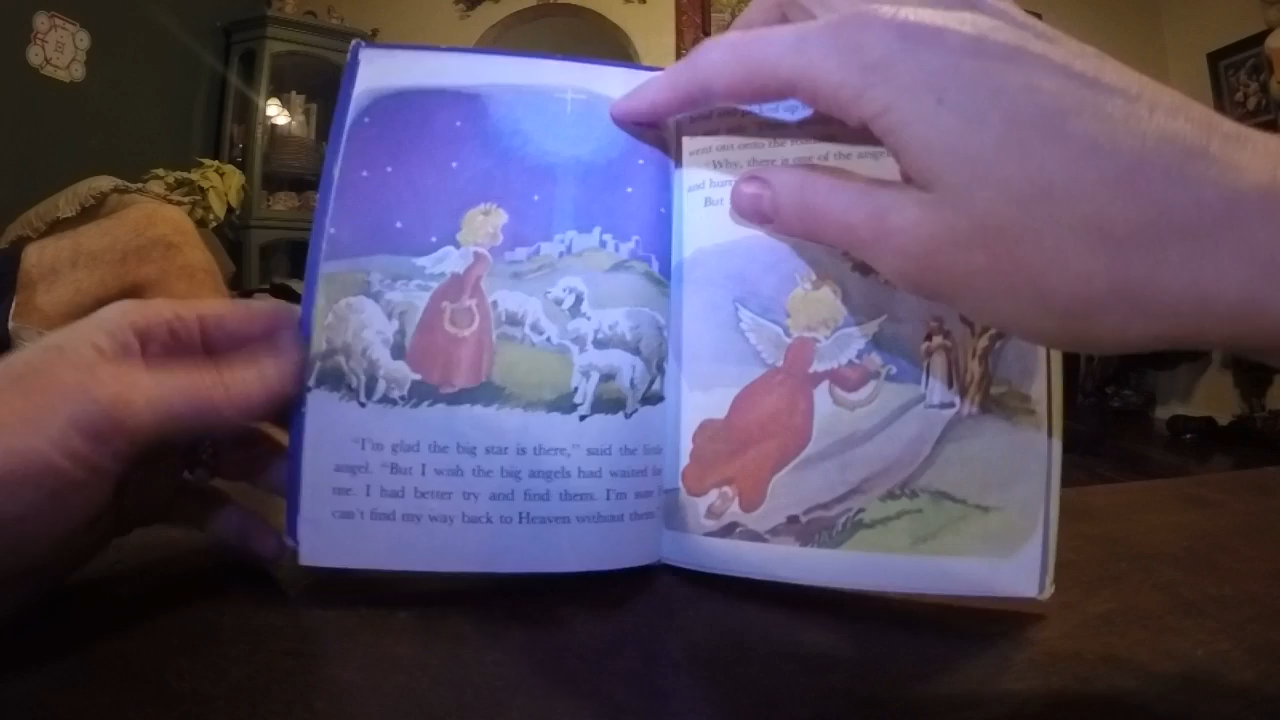 "I'm glad the big star is there," said the little
angel. "But I wish the big angels had waited for
me. I had better try and find them. I'm sure I
can't find my way back to Heaven without them."
went out onto the
"Why, there is one of the angels
and
But